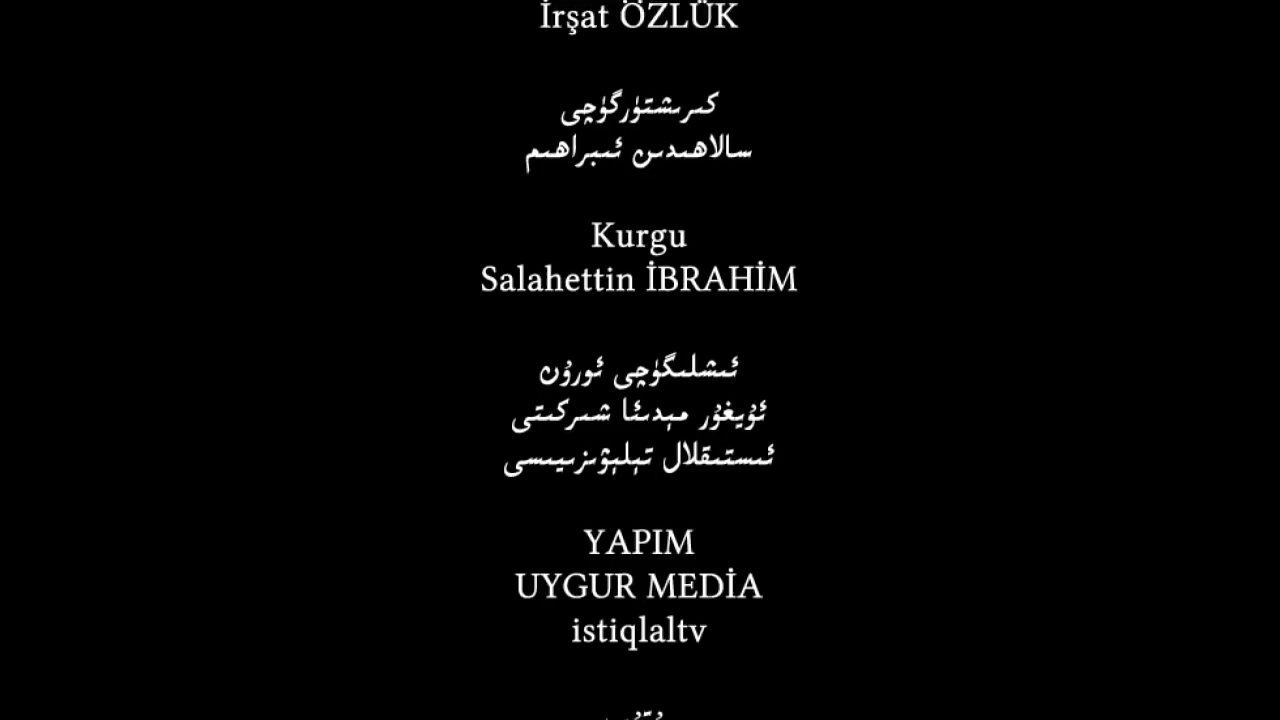 İrşat ÖZLÜK
كىرىشتۈرگۈچى
سالاھىدىن ئىبراھىم
Kurgu
Salahettin İBRAHİM
ئىشلىگۈچى ئورۇن
ئۇيغۇر مېدىئا شىركىتى
ئىستىقلال تېلېۋىزىيىسى
YAPIM
UYGUR MEDİA
istiqlaltv